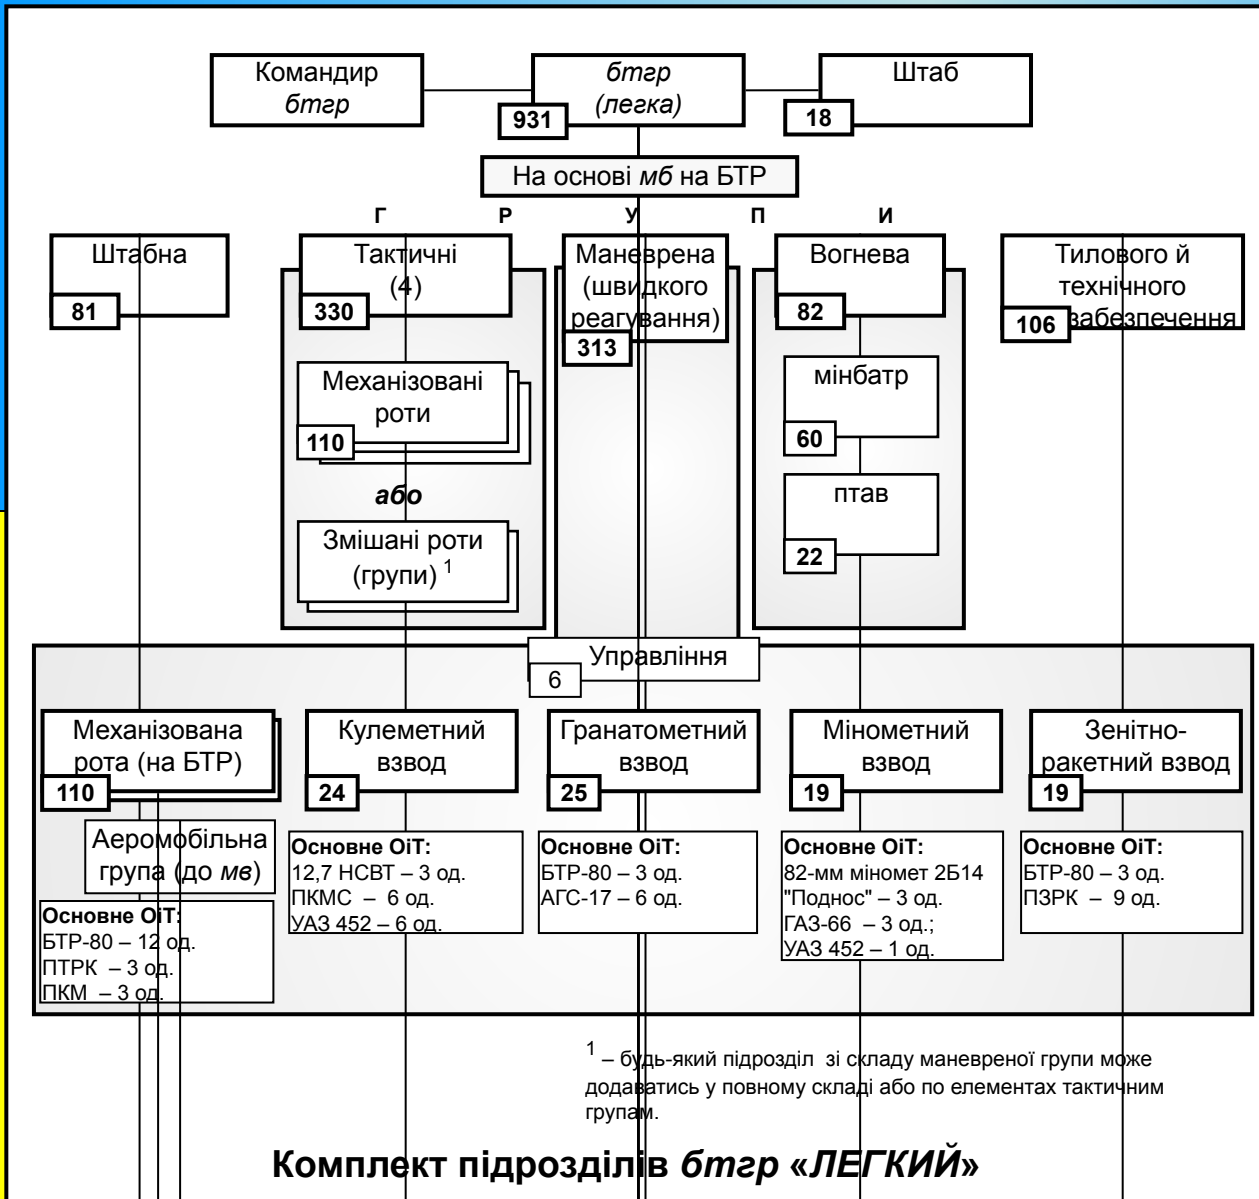 Командир
бтгр
бтгр
(легка)
931
Штаб
18
На основі мб на БТР
Г Р У П И
Штабна
81
Тактичні
(4)
330
Маневрена
(швидкого
реагування)
313
Вогнева
82
Тилового й
технічного
забезпечення
106
Механізовані
роти
110
або
Змішані роти
(групи) 1
мінбатр
60
птав
22
Управління
6
Механізована
рота (на БТР)
110
Кулеметний
взвод
24
Гранатометний
взвод
25
Мінометний
взвод
19
Зенітно-
ракетний взвод
19
Аеромобільна
група (до мв)
Основне ОіТ:
БТР-80 – 12 од.
ПТРК – 3 од.
ПКМ – 3 од.
Основне ОіТ:
12,7 НСВТ – 3 од.
ПКМС – 6 од.
УАЗ 452 – 6 од.
Основне ОіТ:
БТР-80 – 3 од.
АГС-17 – 6 од.
Основне ОіТ:
82-мм міномет 2Б14
"Поднос" – 3 од.
ГАЗ-66 – 3 од.;
УАЗ 452 – 1 од.
Основне ОіТ:
БТР-80 – 3 од.
ПЗРК – 9 од.
1 – будь-який підрозділ зі складу маневреної групи може
додаватись у повному складі або по елементах тактичним
групам.
Комплект підрозділів бтгр «ЛЕГКИЙ»